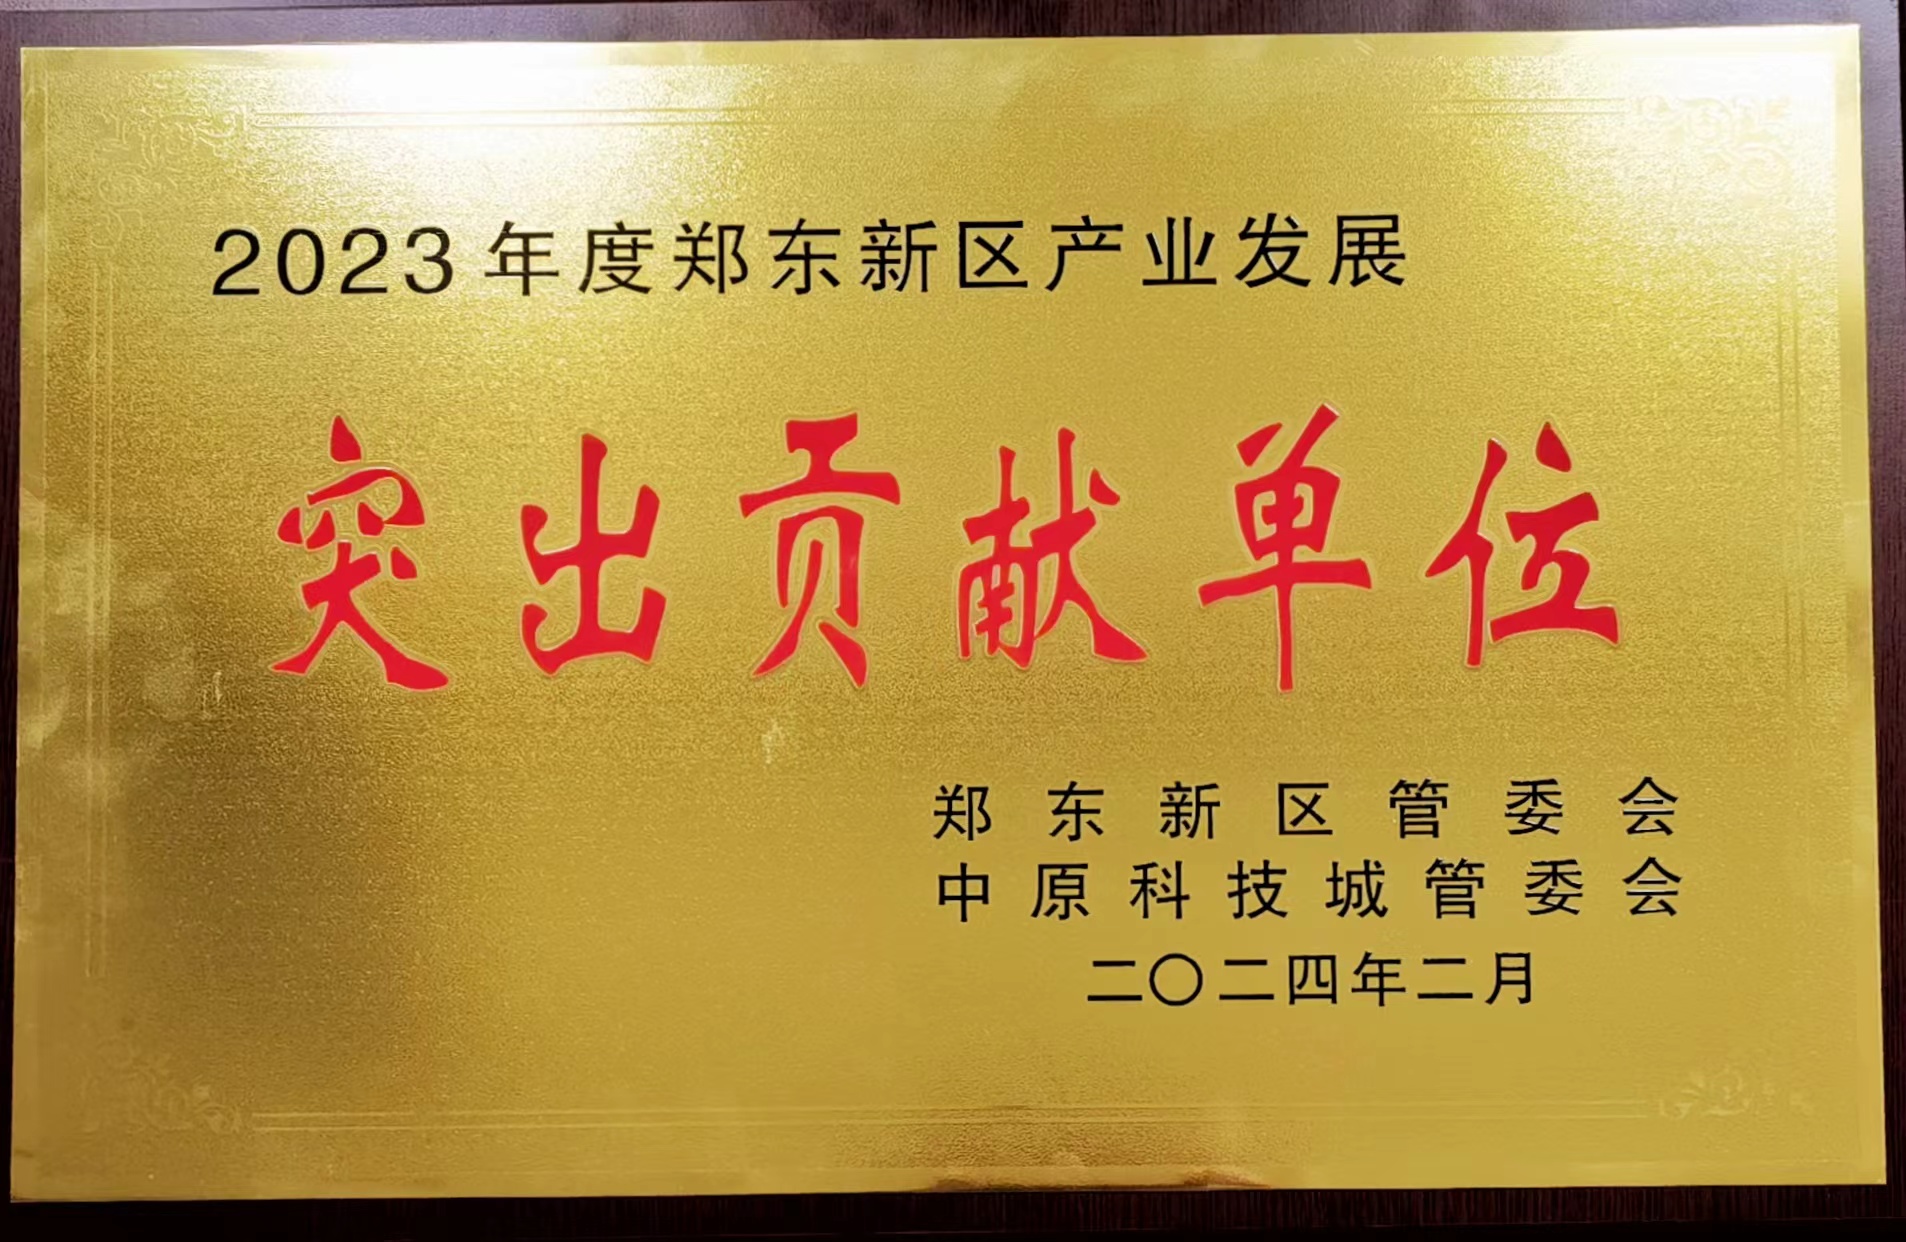 2023年度郑东新区产业发展
突出贡献单位
郑东新区管委会
中原科技城管委会
二〇二四年二月